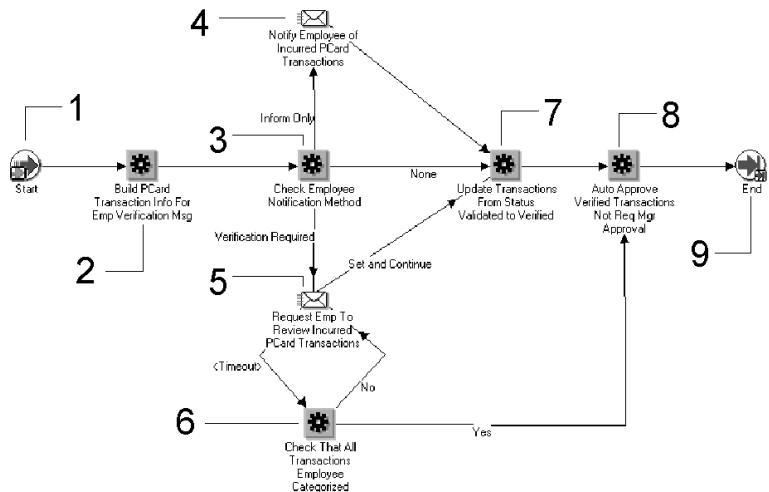 4
Notify Employee of
Incurred PCard
Transactions
1
3
Inform Only
7
8
Start
Build PCard
Transaction Info For
Emp Verification Msg
Check Employee
Notification Method
None
Update Transactions
From Status
Validated to Verified
Auto Approve
Verified Transactions
Not Req Mgr
Approval
End
2
Verification Required
9
5
Set and Continue
Request Emp To
Review Incurred
PCard Transactions
<Timeout>
No
6
Yes
Check That All
Transactions
Employee
Categorized